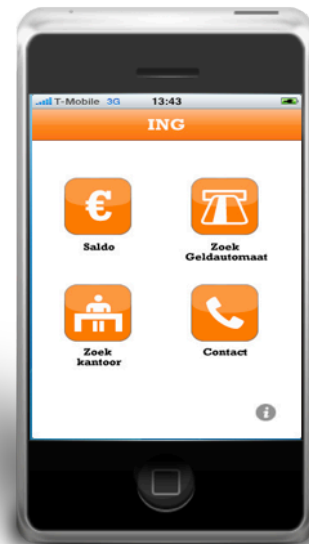 T-Mobile 3G 13:43
ING
€
Saldo
Zoek
Geldautomaat
Zoek
kantoor
Contact
i